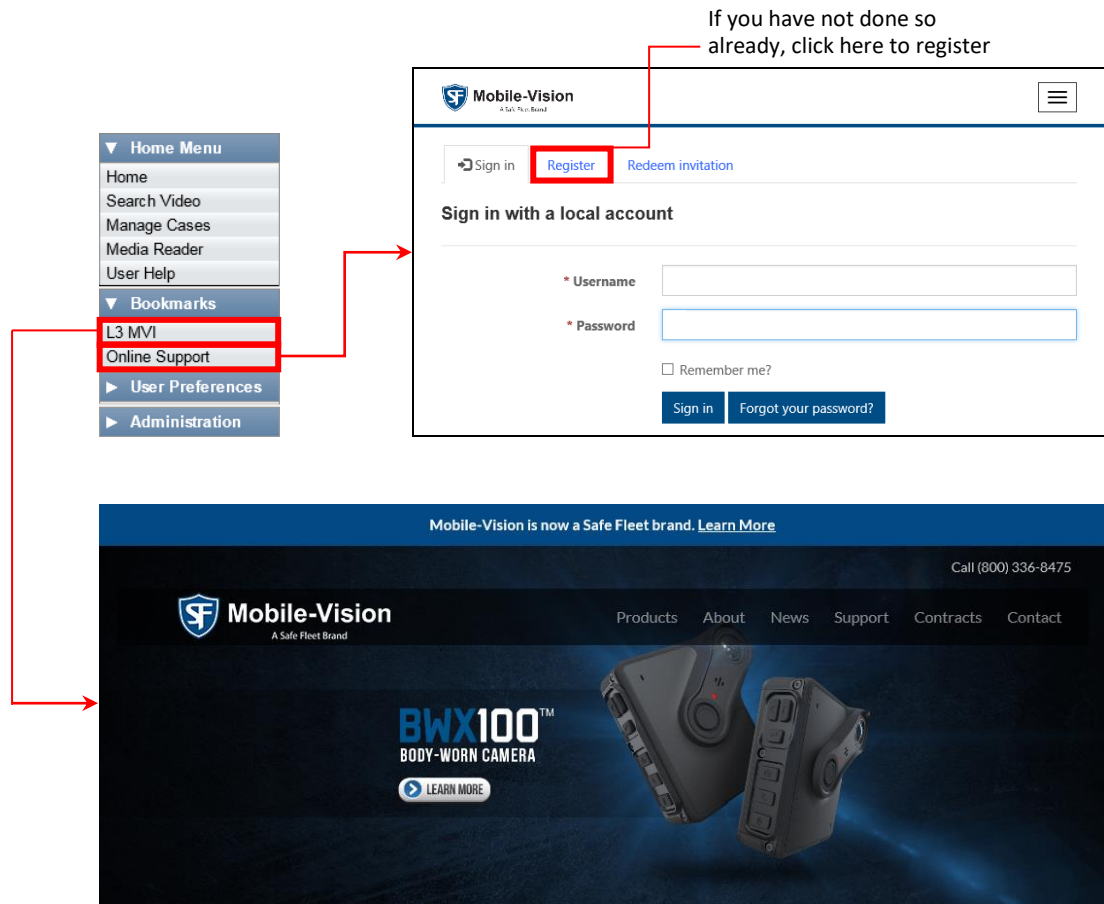 If you have not done so
already, click here to register
Mobile-Vision
A Safe Fleet Brand
Sign in Register Redeem invitation
Sign in with a local account
* Username
* Password
Remember me?
Sign in Forgot your password?
▼ Home Menu
Home
Search Video
Manage Cases
Media Reader
User Help
▼ Bookmarks
L3 MVI
Online Support
► User Preferences
► Administration
Mobile-Vision is now a Safe Fleet brand. Learn More
Call (800) 336-8475
SF Mobile-Vision
A Safe Fleet Brand
Products About News Support Contracts Contact
BWX100™
BODY-WORN CAMERA
LEARN MORE